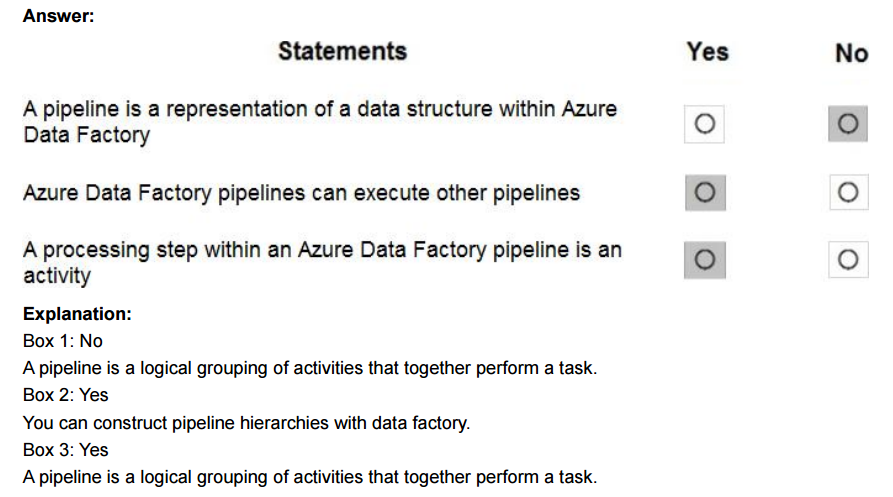 Answer:
Statements Yes No
A pipeline is a representation of a data structure within Azure
Data Factory
Azure Data Factory pipelines can execute other pipelines
A processing step within an Azure Data Factory pipeline is an
activity
Explanation:
Box 1: No
A pipeline is a logical grouping of activities that together perform a task.
Box 2: Yes
You can construct pipeline hierarchies with data factory.
Box 3: Yes
A pipeline is a logical grouping of activities that together perform a task.